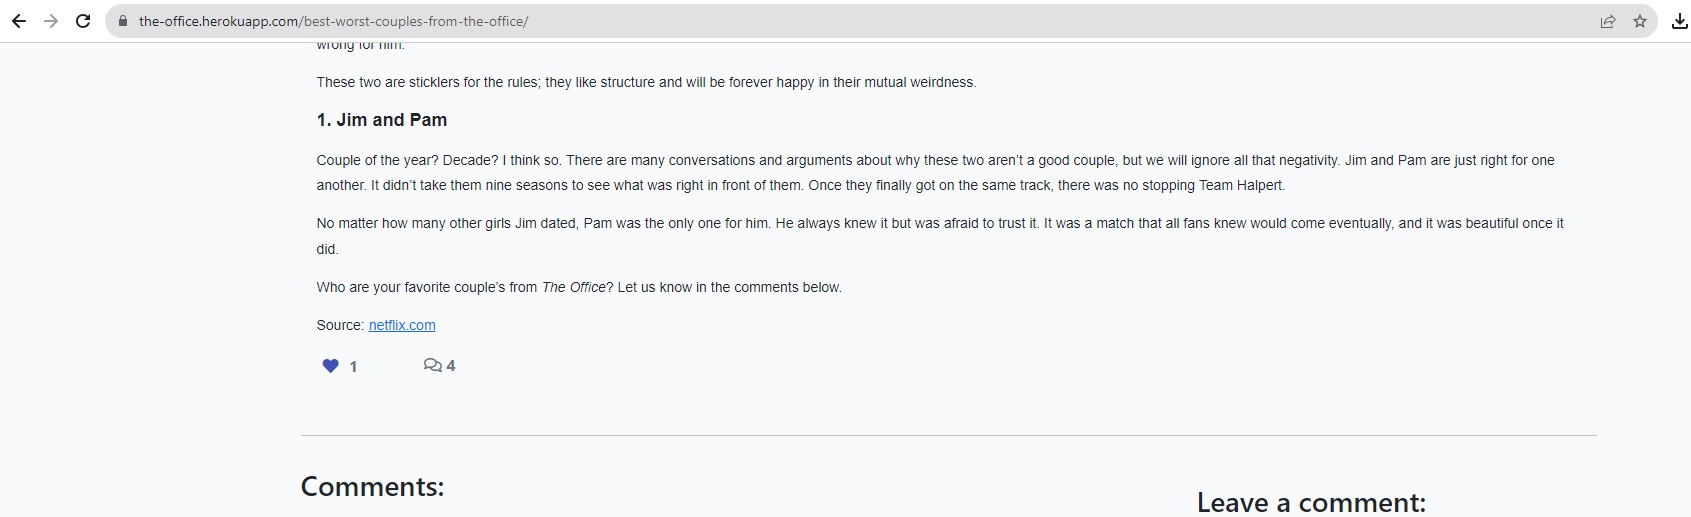 the-office.herokuapp.com/best-worst-couples-from-the-office/
wrong for him.
These two are sticklers for the rules; they like structure and will be forever happy in their mutual weirdness.
1. Jim and Pam
Couple of the year? Decade? I think so. There are many conversations and arguments about why these two aren’t a good couple, but we will ignore all that negativity. Jim and Pam are just right for one
another. It didn’t take them nine seasons to see what was right in front of them. Once they finally got on the same track, there was no stopping Team Halpert.
No matter how many other girls Jim dated, Pam was the only one for him. He always knew it but was afraid to trust it. It was a match that all fans knew would come eventually, and it was beautiful once it
did.
Who are your favorite couple’s from The Office? Let us know in the comments below.
Source: netflix.com
1 4
Comments:
Leave a comment: